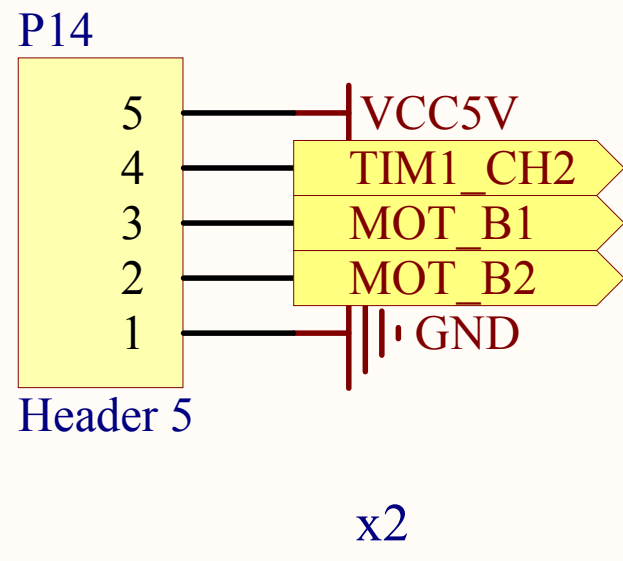 P14
5 VCC5V
4 TIM1_CH2
3 MOT_B1
2 MOT_B2
1 GND
Header 5
x2